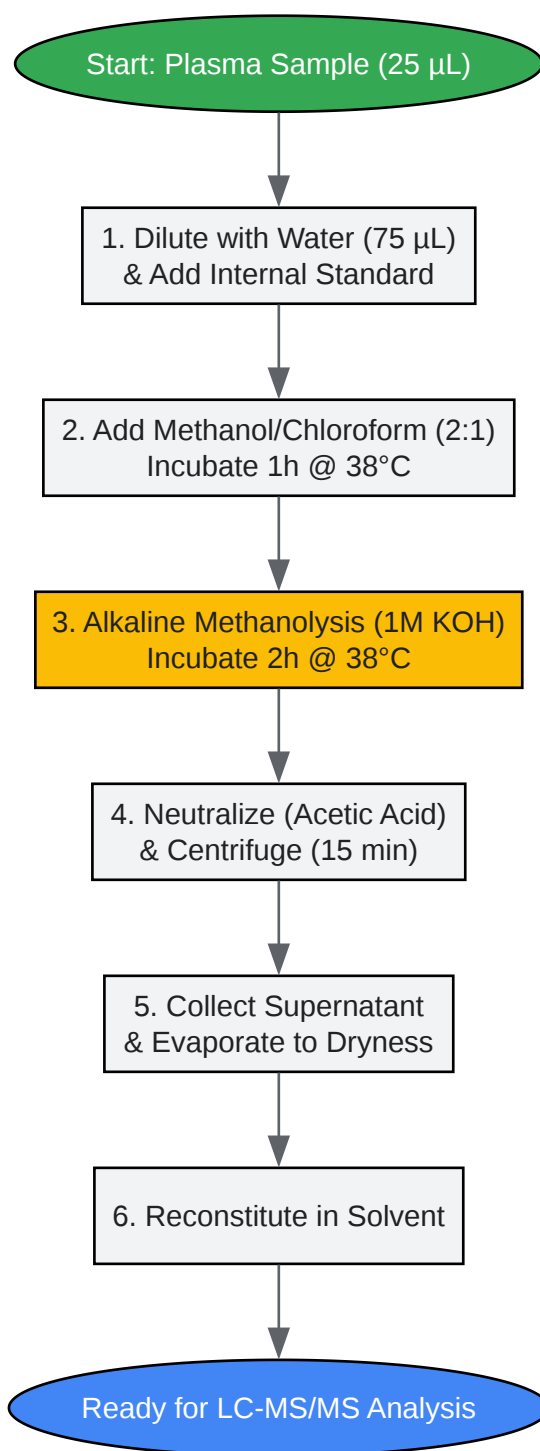 Start: Plasma Sample (25 µL)
1. Dilute with Water (75 µL)
& Add Internal Standard
2. Add Methanol/Chloroform (2:1)
Incubate 1h @ 38°C
3. Alkaline Methanolysis (1M KOH)
Incubate 2h @ 38°C
4. Neutralize (Acetic Acid)
& Centrifuge (15 min)
5. Collect Supernatant
& Evaporate to Dryness
6. Reconstitute in Solvent
Ready for LC-MS/MS Analysis